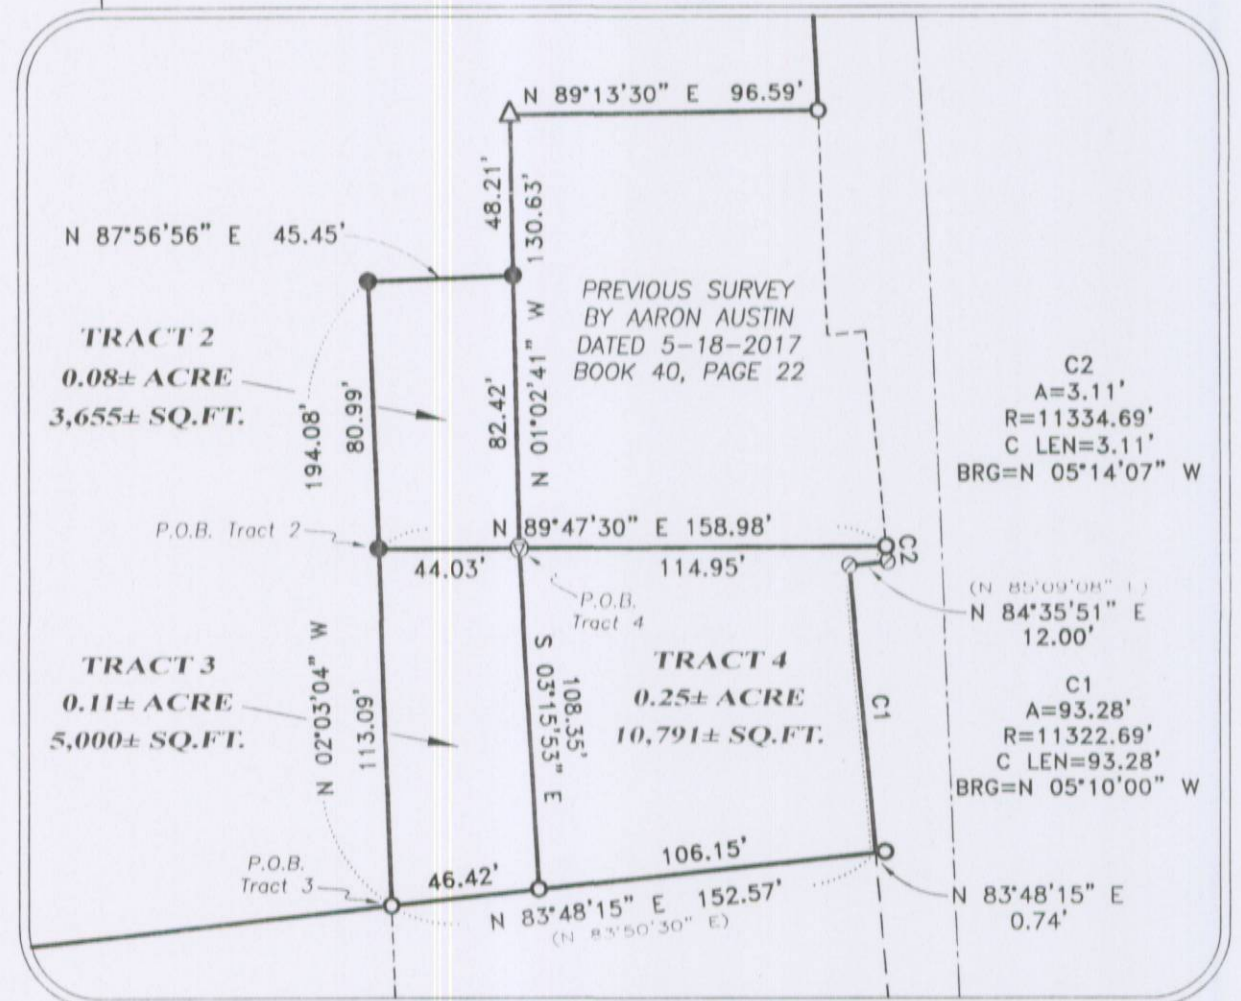 N 89°13'30" E 96.59'
48.21'
130.63'
N 87°56'56" E 45.45'
PREVIOUS SURVEY
BY AARON AUSTIN
DATED 5-18-2017
BOOK 40, PAGE 22
TRACT 2
0.08± ACRE
3,655± SQ.FT.
194.08'
80.99'
82.42'
N 01°02'41" W
C2
A=3.11'
R=11334.69'
C LEN=3.11'
BRG=N 05°14'07" W
P.O.B. Tract 2
N 89°47'30" E 158.98'
44.03'
114.95'
C2
P.O.B.
Tract 4
(N 85°09'08" E)
N 84°35'51" E
12.00'
TRACT 3
0.11± ACRE
5,000± SQ.FT.
N 02°03'04" W
113.09'
S 03°15'53" E
108.35'
TRACT 4
0.25± ACRE
10,791± SQ.FT.
C1
C1
A=93.28'
R=11322.69'
C LEN=93.28'
BRG=N 05°10'00" W
P.O.B.
Tract 3
46.42'
106.15'
N 83°48'15" E 152.57'
(N 83°50'30" E)
N 83°48'15" E
0.74'